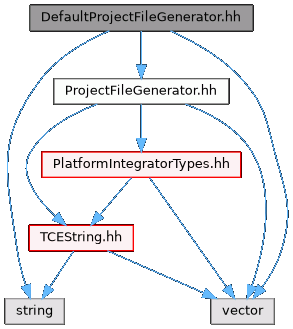 DefaultProjectFileGenerator.hh
ProjectFileGenerator.hh
PlatformIntegratorTypes.hh
TCEString.hh
string
vector